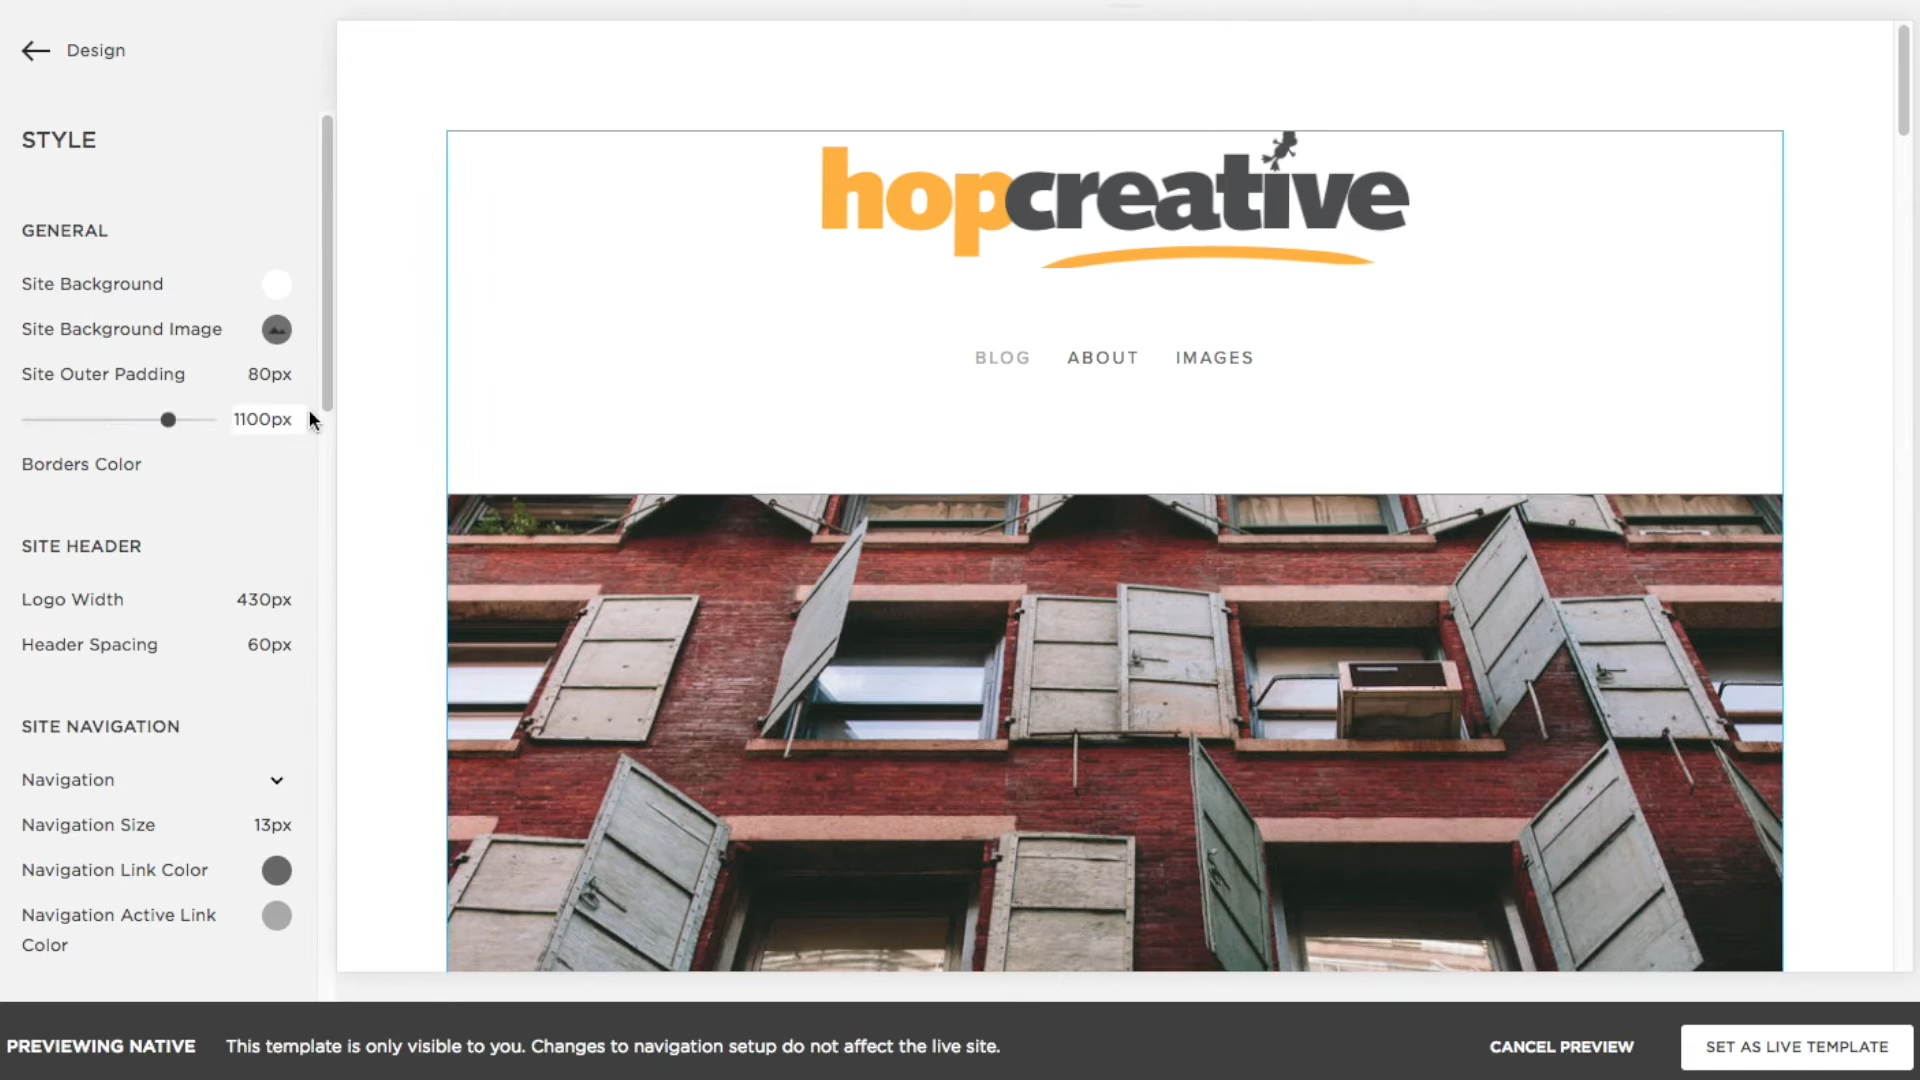 Design
STYLE
GENERAL
Site Background
Site Background Image
Site Outer Padding 80px
1100px
Borders Color
SITE HEADER
Logo Width 430px
Header Spacing 60px
SITE NAVIGATION
Navigation
Navigation Size 13px
Navigation Link Color
Navigation Active Link
Color
hopcreative
BLOG ABOUT IMAGES
PREVIEWING NATIVE This template is only visible to you. Changes to navigation setup do not affect the live site. CANCEL PREVIEW SET AS LIVE TEMPLATE